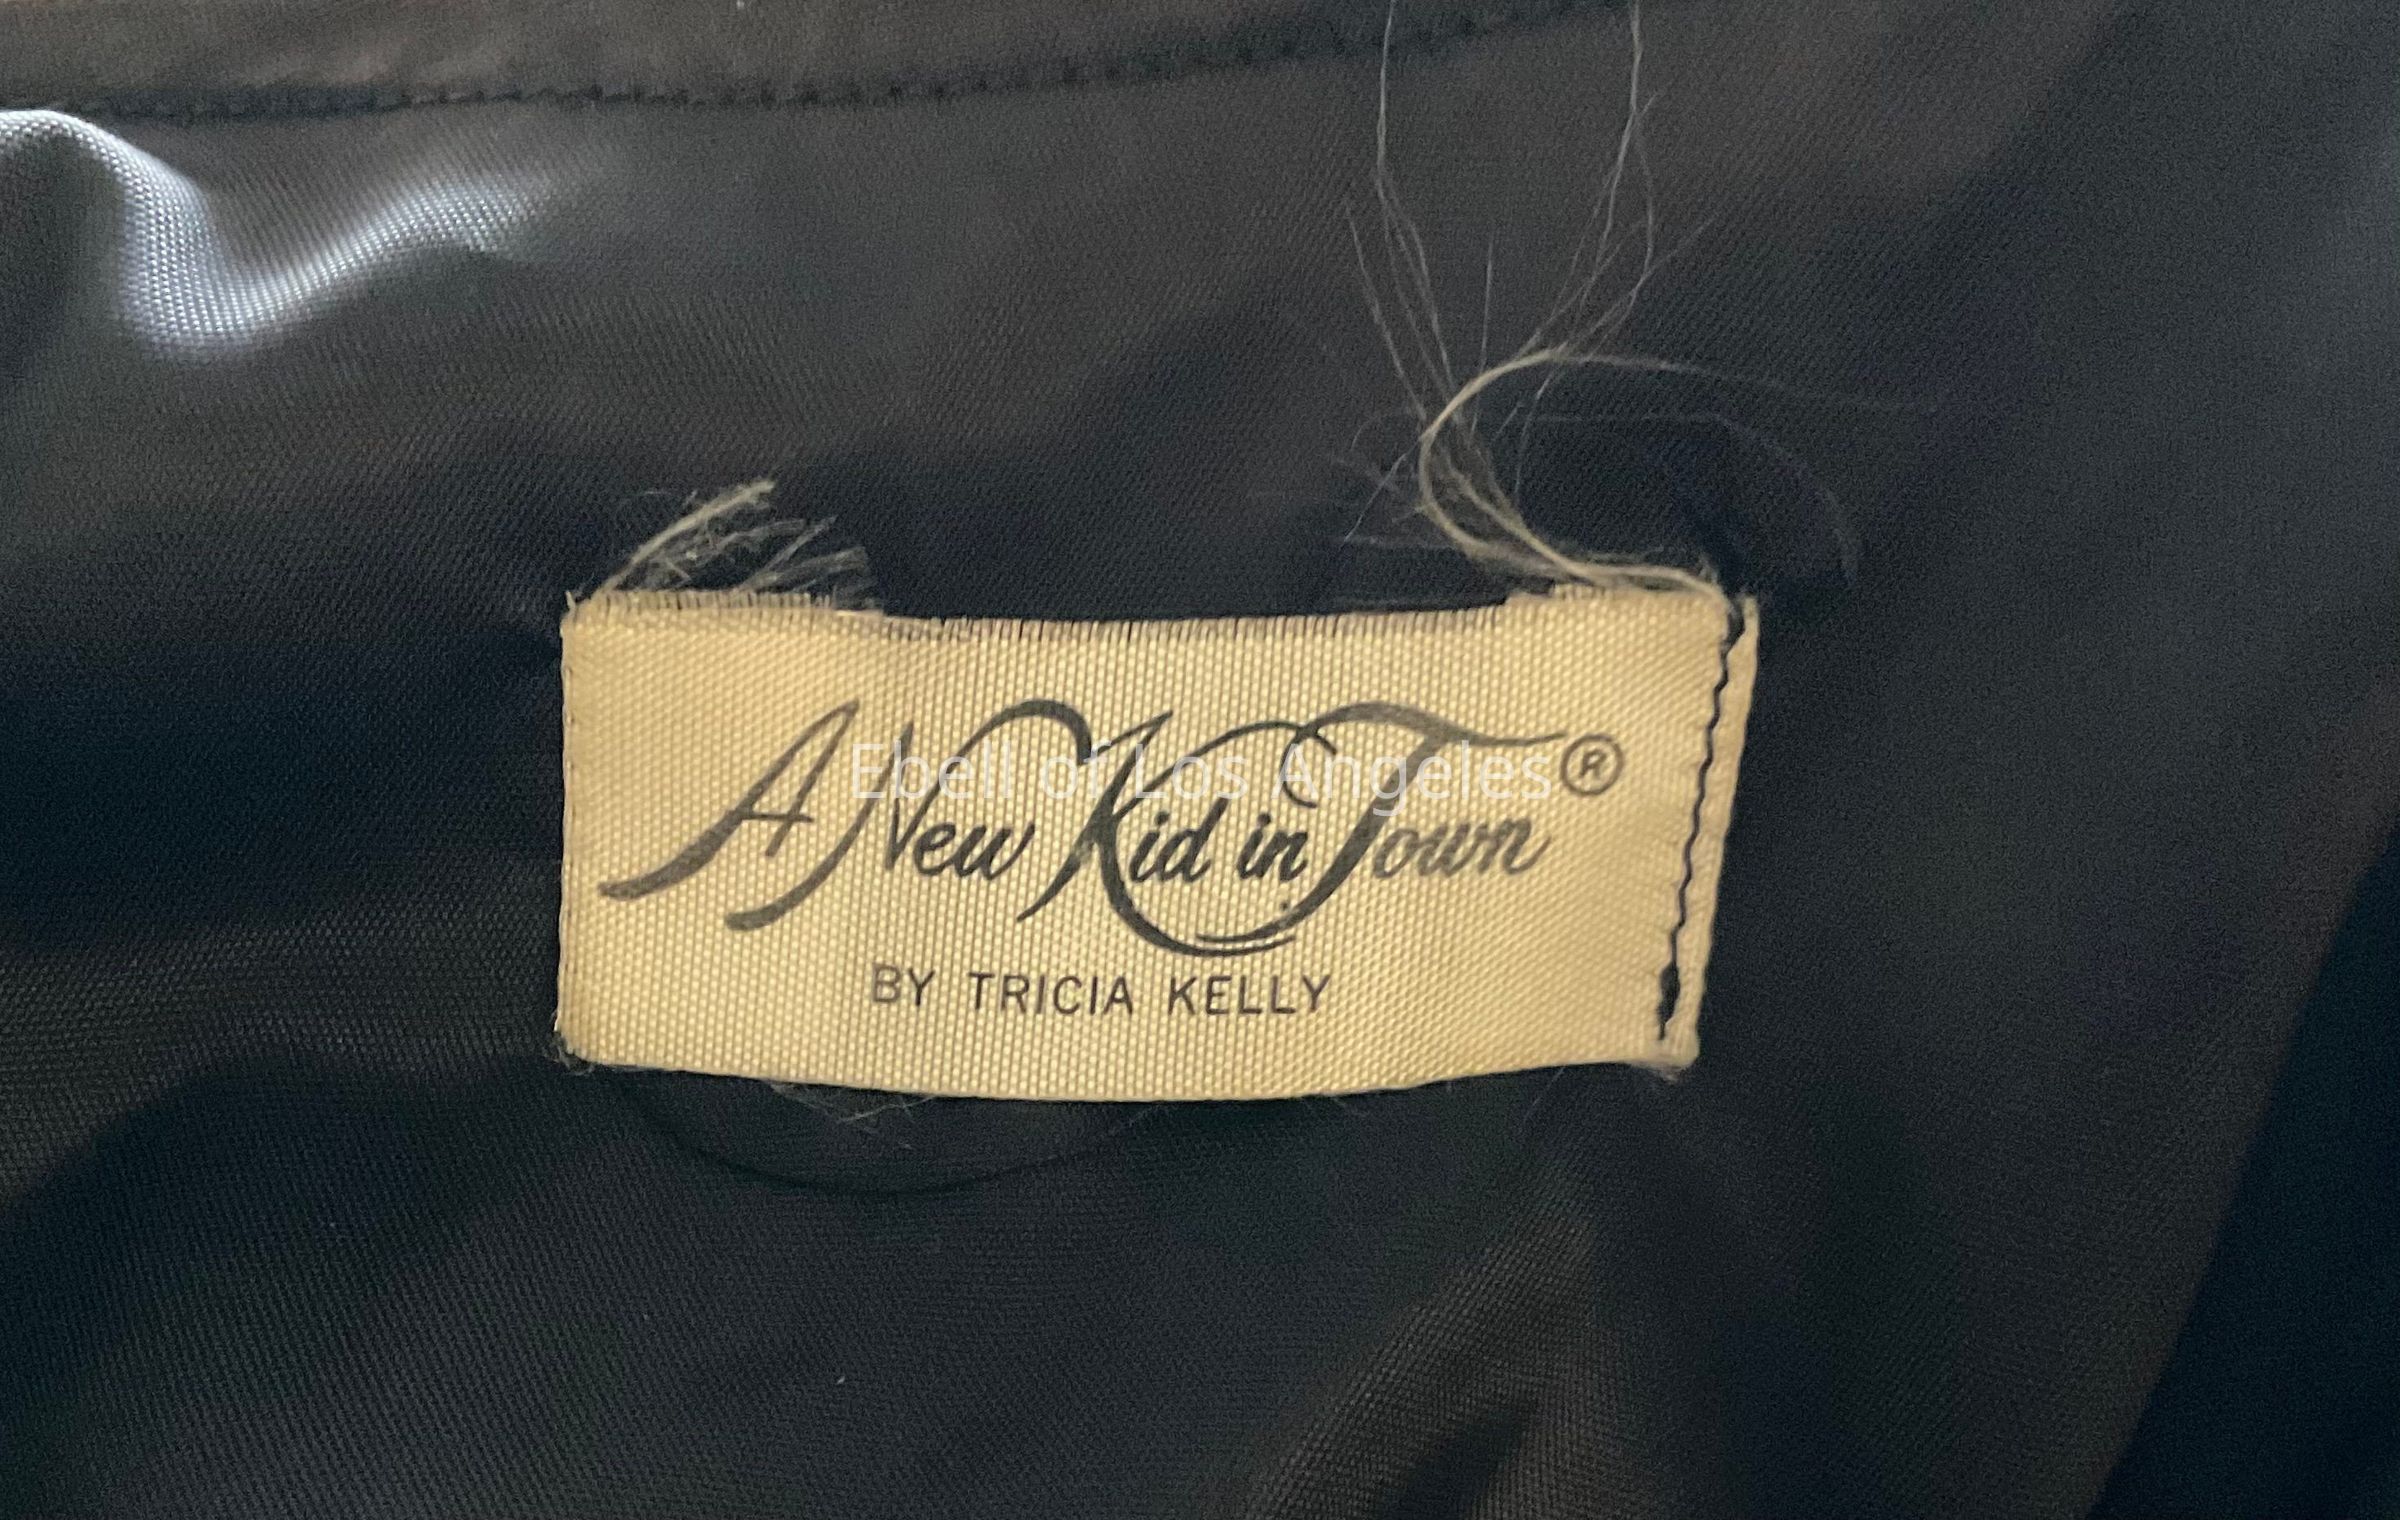 A New Kid in Town ®
Ebell of Los Angeles
BY TRICIA KELLY